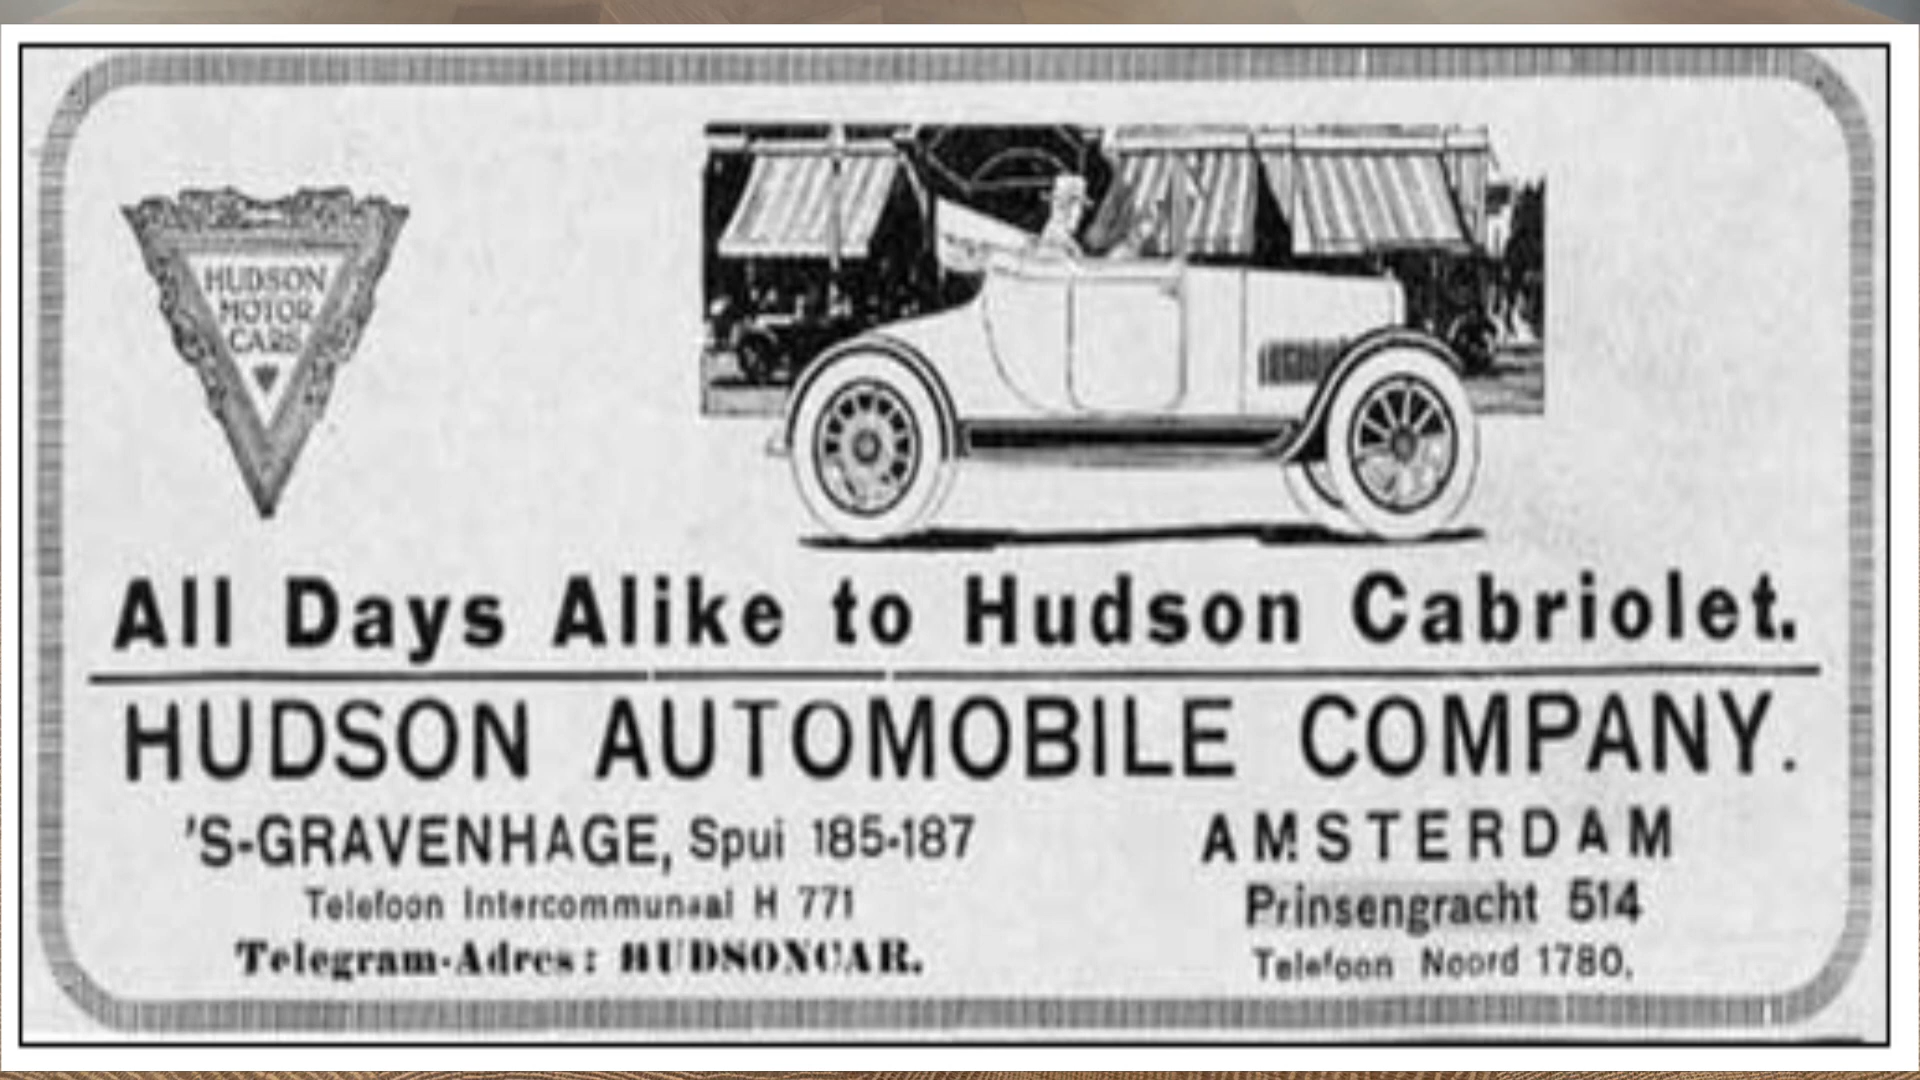 HUDSON
MOTOR
CARS
All Days Alike to Hudson Cabriolet.
HUDSON AUTOMOBILE COMPANY.
'S-GRAVENHAGE, Spui 185-187
Telefoon Intercommunaal H 771
Telegram-Adres: HUDSONCAR.
AMSTERDAM
Prinsengracht 514
Telefoon Noord 1780.